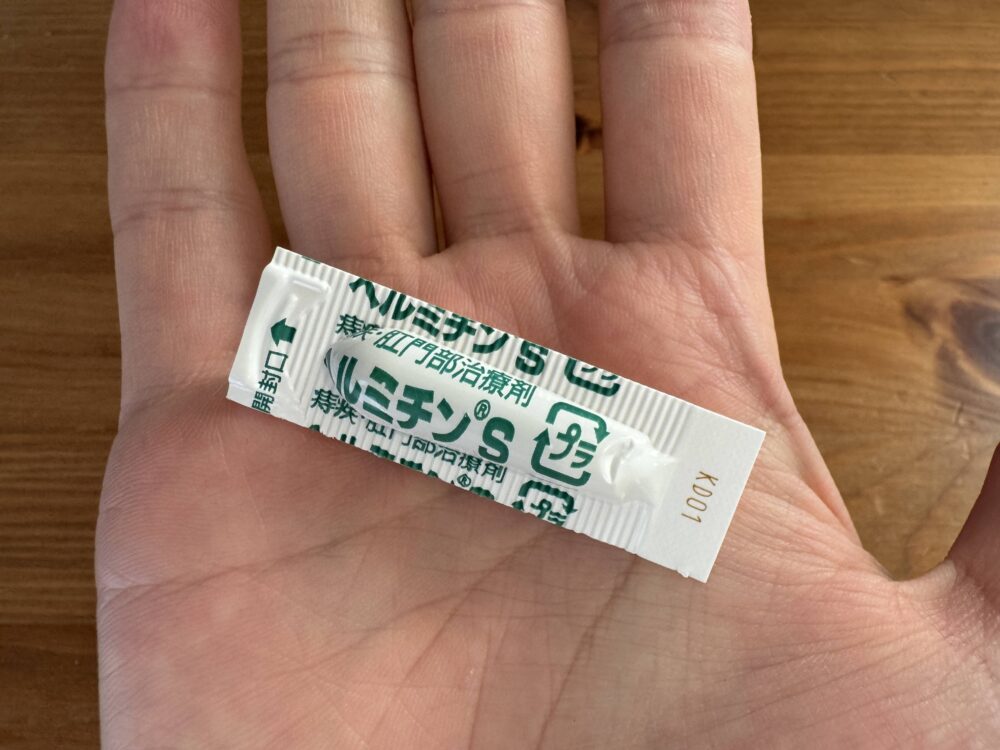 ヘルミチン S
痔疾・肛門部治療剤
ルミチン® S プラ
痔疾・肛門部治療剤
開封口
KD01